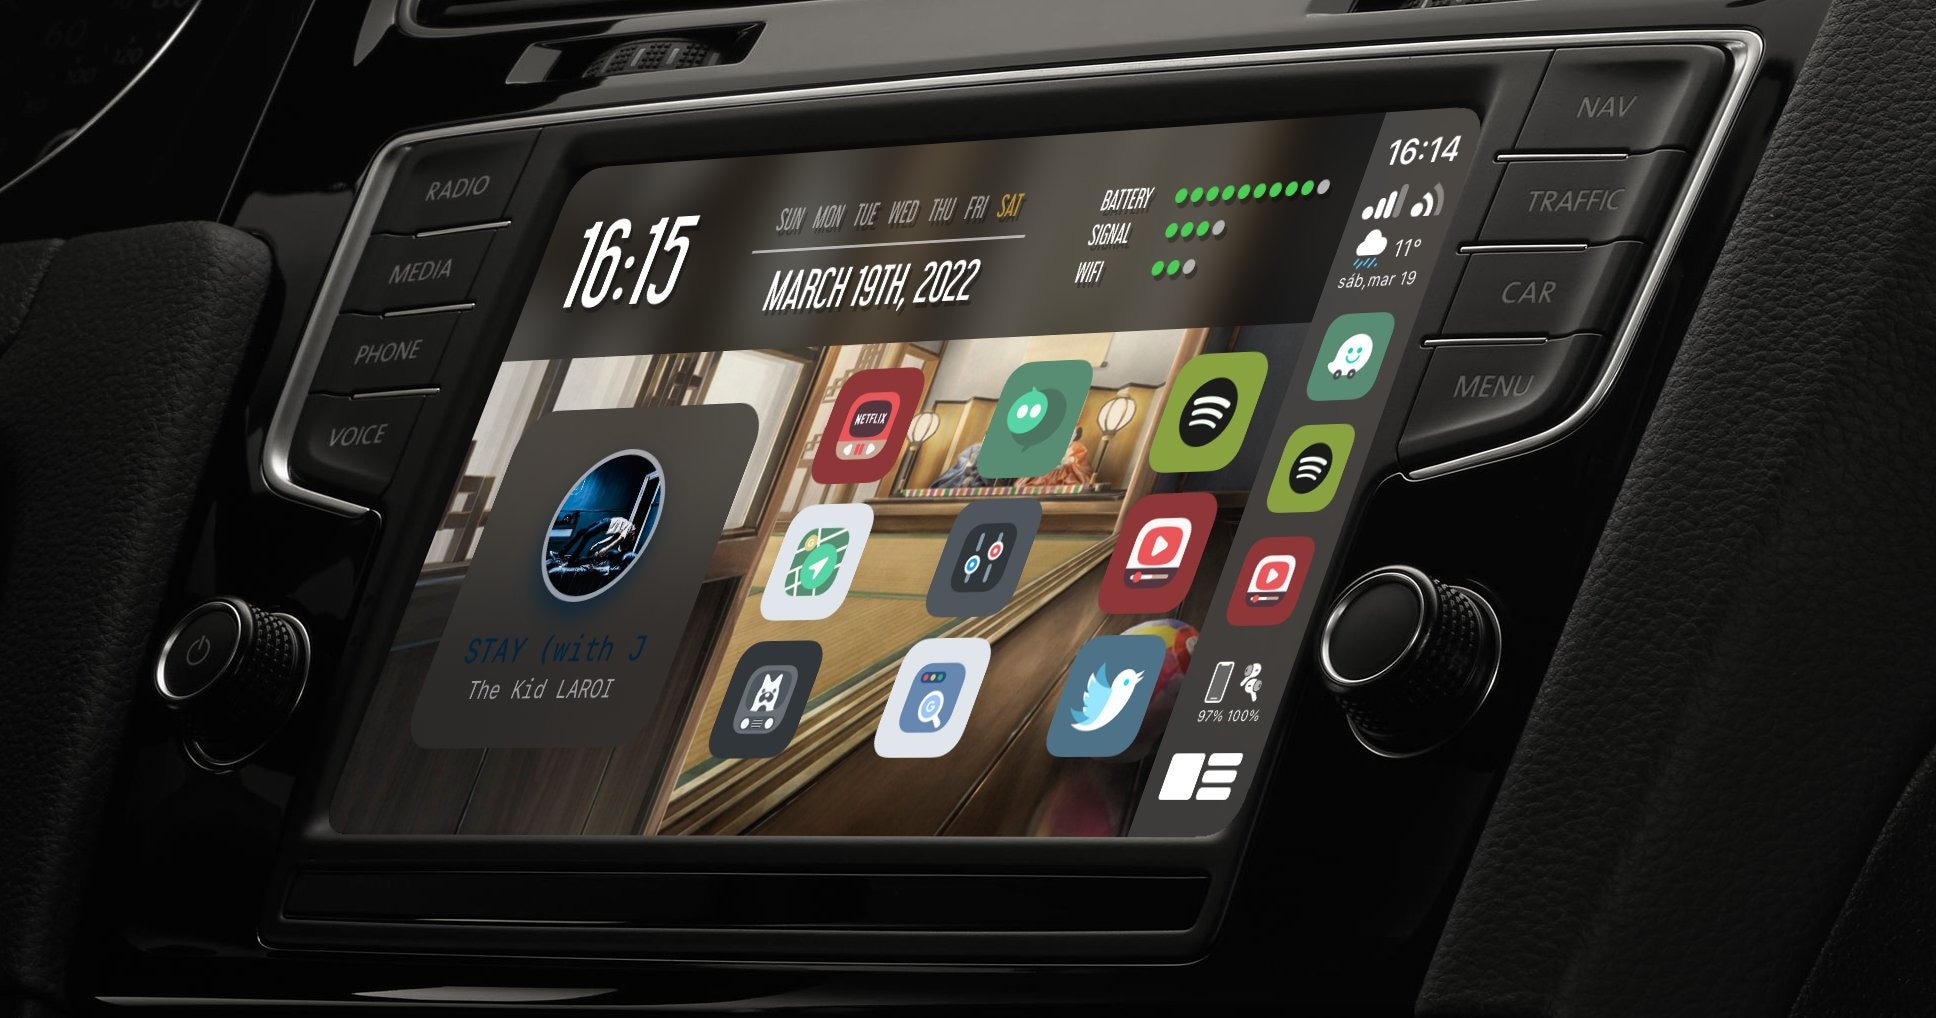 RADIO
MEDIA
PHONE
VOICE
NAV
TRAFFIC
CAR
MENU
16:15
SUN MON TUE WED THU FRI SAT
MARCH 19TH, 2022
BATTERY
SIGNAL
WIFI
16:14
11°
sáb,mar 19
NETFLIX
STAY (with J
The Kid LAROI
G
97% 100%